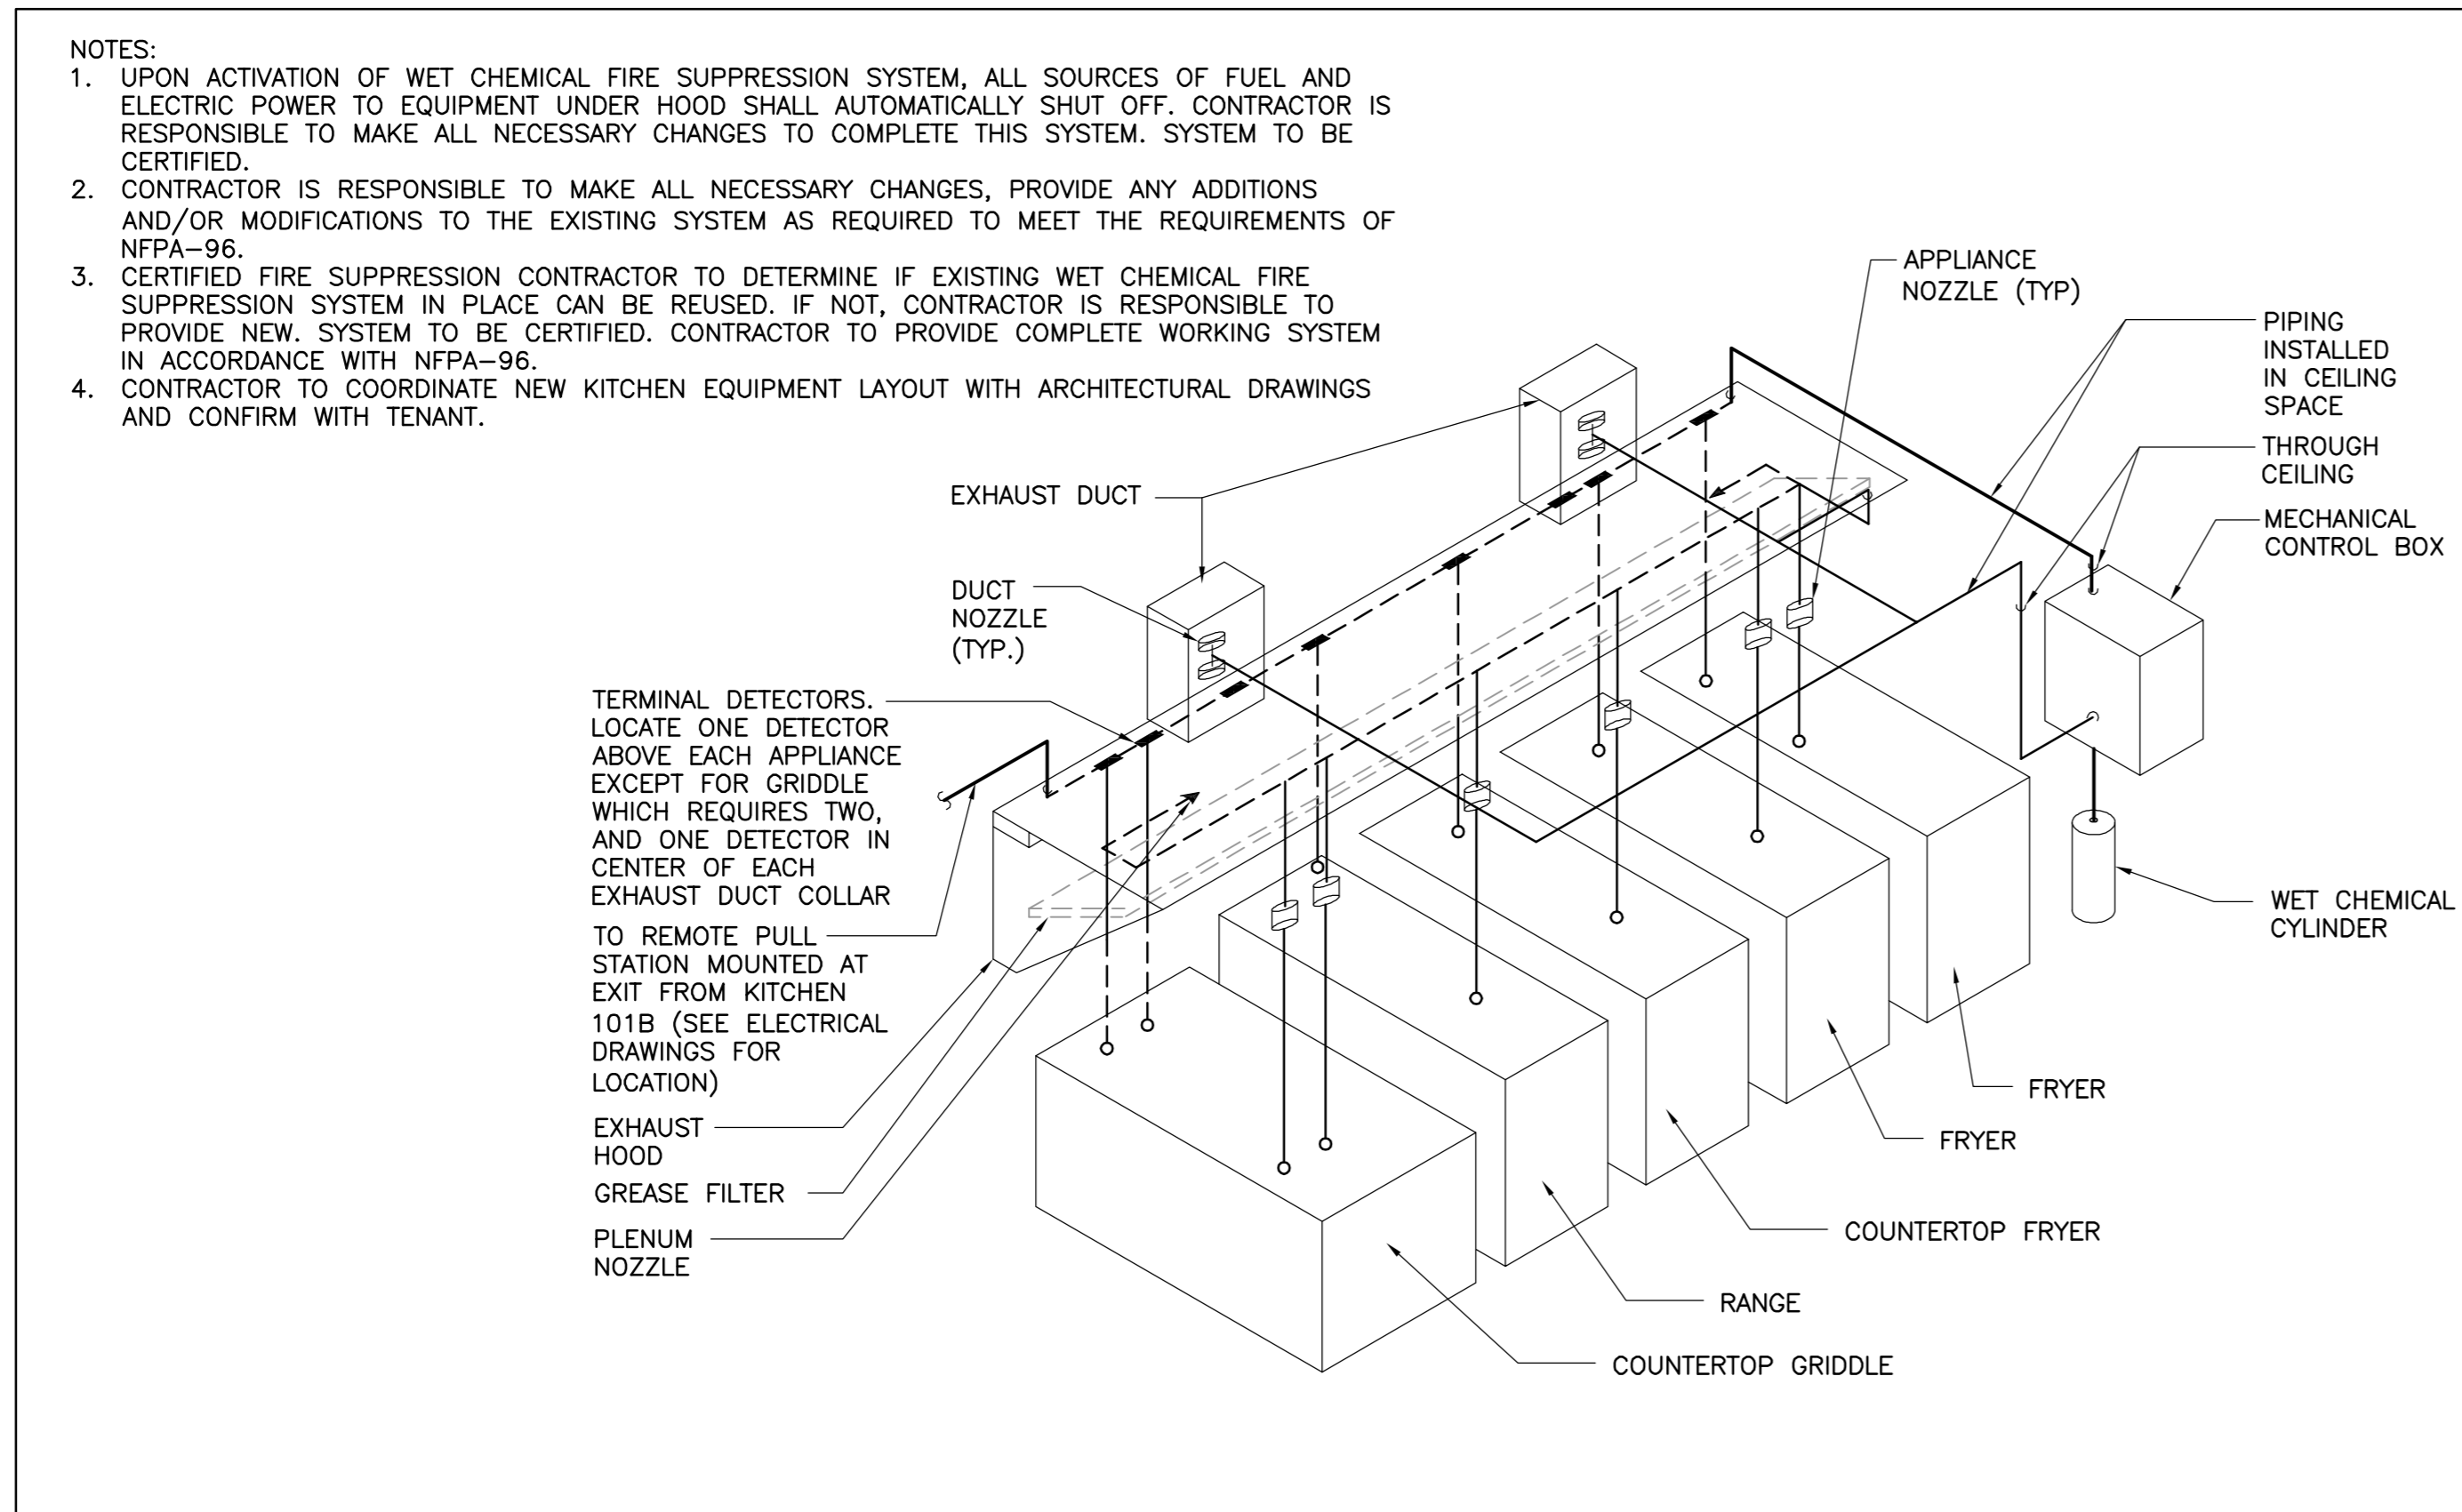 NOTES:
1. UPON ACTIVATION OF WET CHEMICAL FIRE SUPPRESSION SYSTEM, ALL SOURCES OF FUEL AND
ELECTRIC POWER TO EQUIPMENT UNDER HOOD SHALL AUTOMATICALLY SHUT OFF. CONTRACTOR IS
RESPONSIBLE TO MAKE ALL NECESSARY CHANGES TO COMPLETE THIS SYSTEM. SYSTEM TO BE
CERTIFIED.
2. CONTRACTOR IS RESPONSIBLE TO MAKE ALL NECESSARY CHANGES, PROVIDE ANY ADDITIONS
AND/OR MODIFICATIONS TO THE EXISTING SYSTEM AS REQUIRED TO MEET THE REQUIREMENTS OF
NFPA-96.
3. CERTIFIED FIRE SUPPRESSION CONTRACTOR TO DETERMINE IF EXISTING WET CHEMICAL FIRE
SUPPRESSION SYSTEM IN PLACE CAN BE REUSED. IF NOT, CONTRACTOR IS RESPONSIBLE TO
PROVIDE NEW. SYSTEM TO BE CERTIFIED. CONTRACTOR TO PROVIDE COMPLETE WORKING SYSTEM
IN ACCORDANCE WITH NFPA-96.
4. CONTRACTOR TO COORDINATE NEW KITCHEN EQUIPMENT LAYOUT WITH ARCHITECTURAL DRAWINGS
AND CONFIRM WITH TENANT.
APPLIANCE
NOZZLE (TYP)
PIPING
INSTALLED
IN CEILING
SPACE
THROUGH
CEILING
MECHANICAL
CONTROL BOX
EXHAUST DUCT
DUCT
NOZZLE
(TYP.)
TERMINAL DETECTORS.
LOCATE ONE DETECTOR
ABOVE EACH APPLIANCE
EXCEPT FOR GRIDDLE
WHICH REQUIRES TWO,
AND ONE DETECTOR IN
CENTER OF EACH
EXHAUST DUCT COLLAR
TO REMOTE PULL
STATION MOUNTED AT
EXIT FROM KITCHEN
101B (SEE ELECTRICAL
DRAWINGS FOR
LOCATION)
EXHAUST
HOOD
GREASE FILTER
PLENUM
NOZZLE
WET CHEMICAL
CYLINDER
FRYER
FRYER
COUNTERTOP FRYER
RANGE
COUNTERTOP GRIDDLE